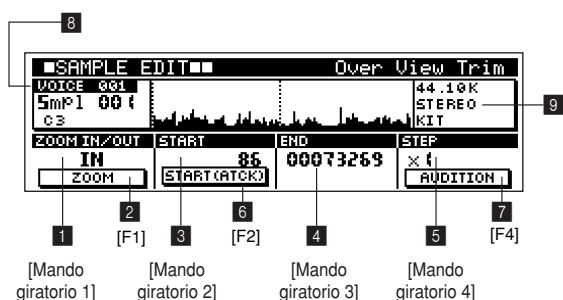 8
■SAMPLE EDIT■■ Over View Trim
VOICE 001
Smpl 001
C3
44.10K
STEREO
KIT
9
ZOOM IN/OUT START END STEP
IN 86 00073269 ×1
ZOOM START(ATCK) AUDITION
2 6 7
[F1] [F2] [F4]
1 3 4 5
[Mando giratorio 1] [Mando giratorio 2] [Mando giratorio 3] [Mando giratorio 4]